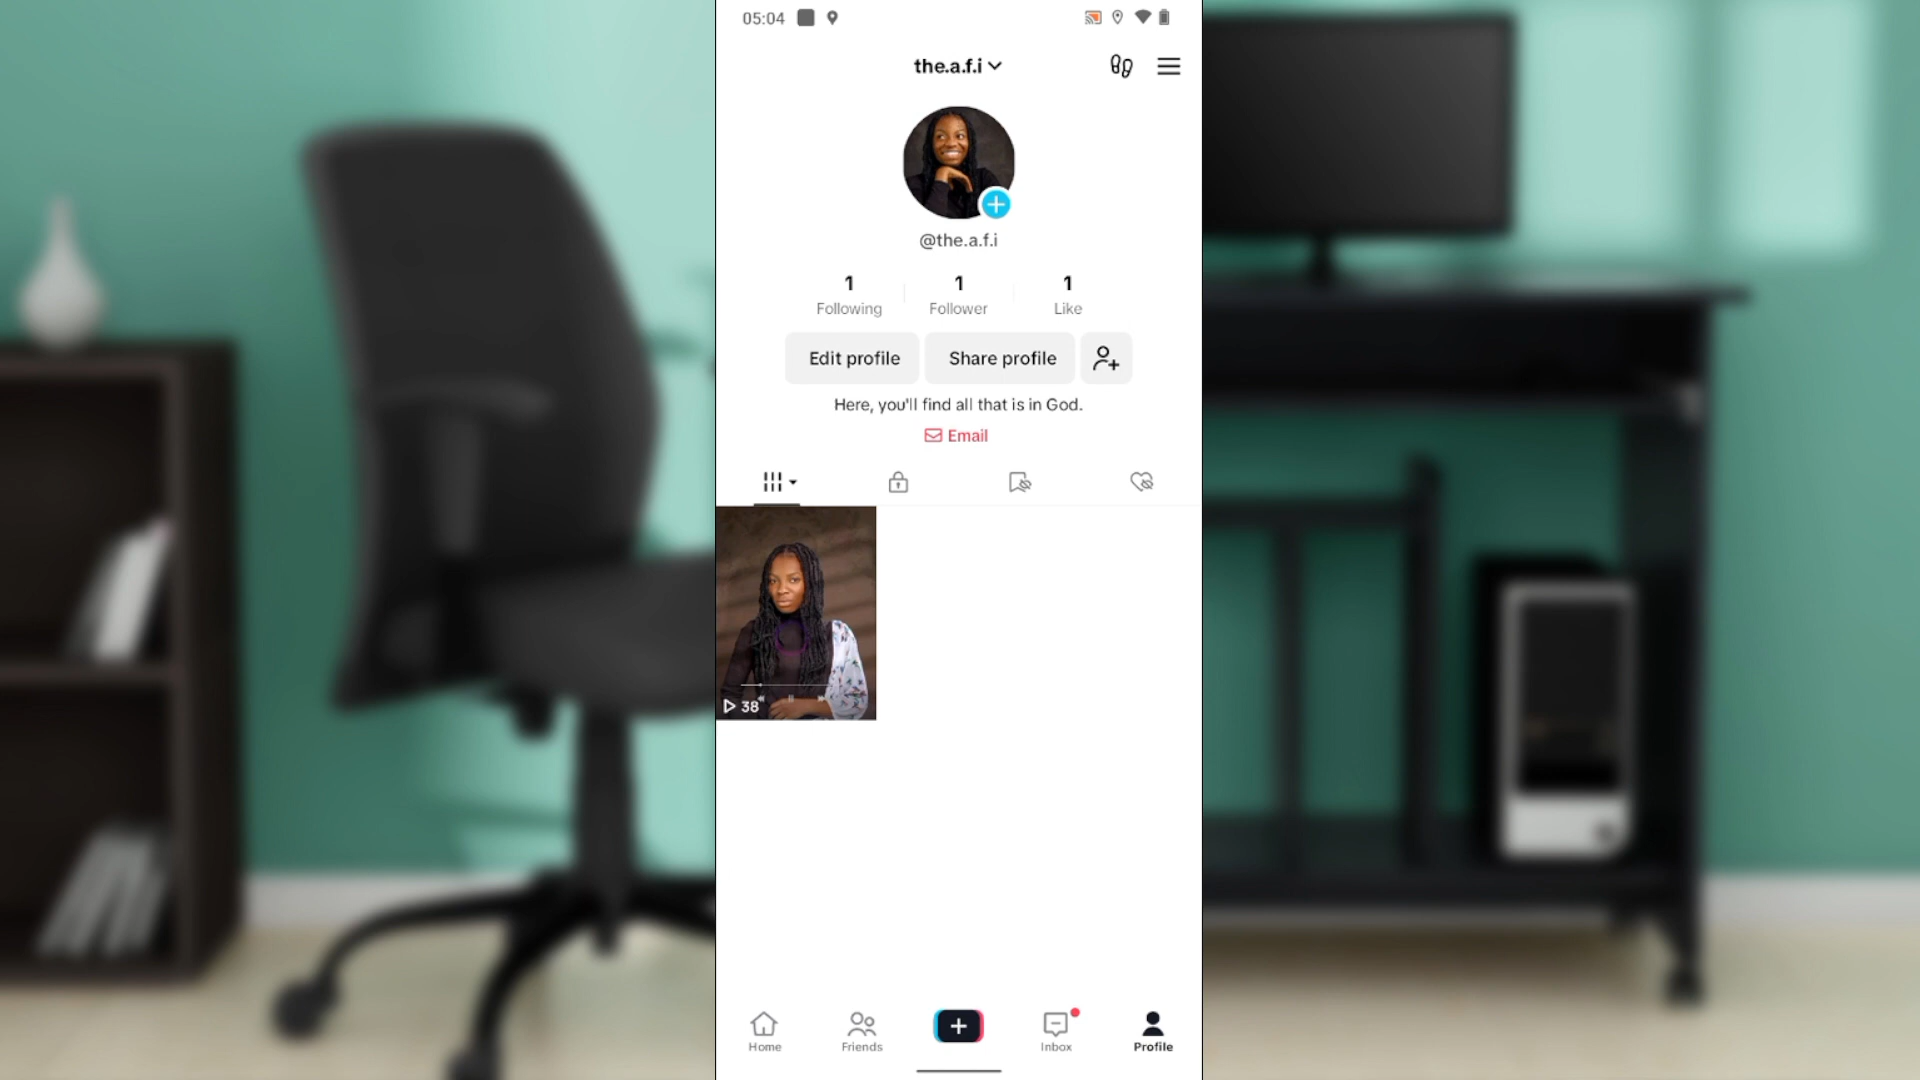 05:04
the.a.f.i
@the.a.f.i
1 1 1
Following Follower Like
Edit profile Share profile
Here, you'll find all that is in God.
Email
38
Home Friends Inbox Profile